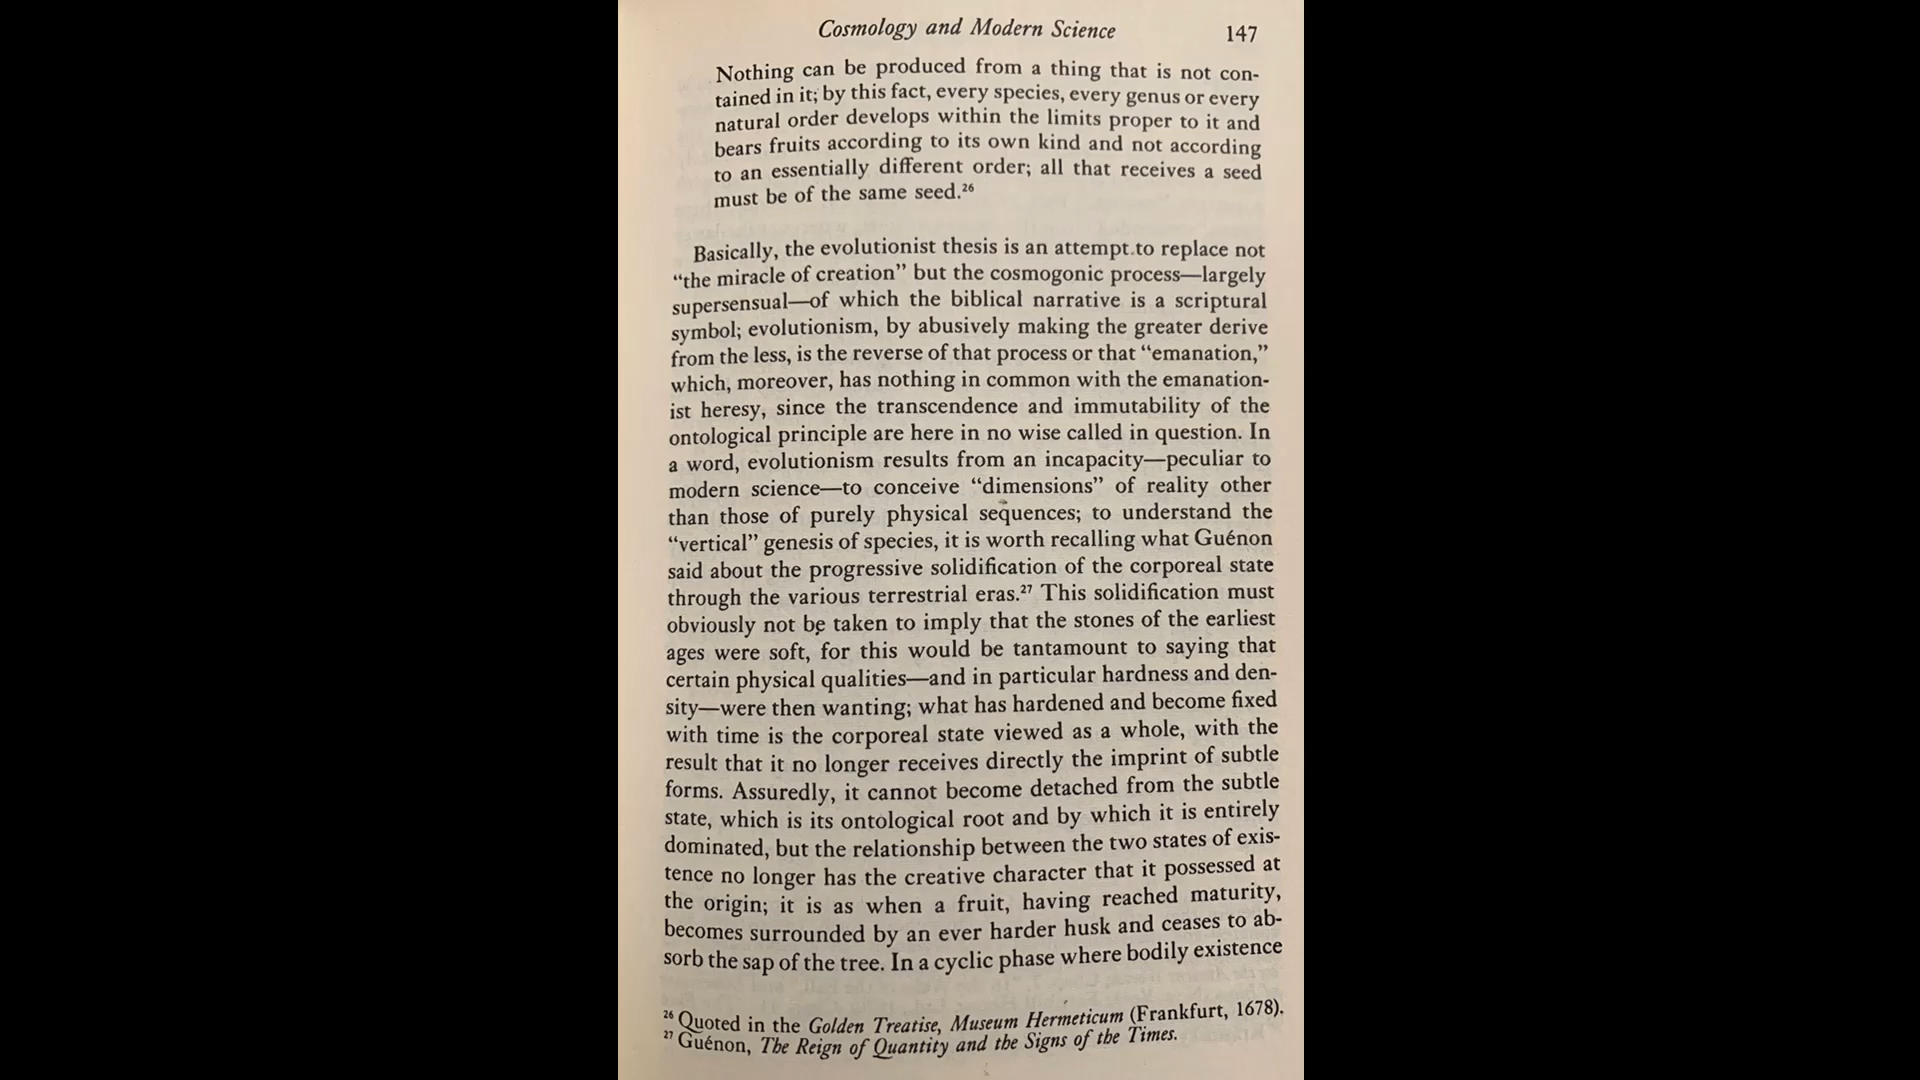 Cosmology and Modern Science 147
Nothing can be produced from a thing that is not con-
tained in it; by this fact, every species, every genus or every
natural order develops within the limits proper to it and
bears fruits according to its own kind and not according
to an essentially different order; all that receives a seed
must be of the same seed.²⁶
Basically, the evolutionist thesis is an attempt to replace not
“the miracle of creation” but the cosmogonic process—largely
supersensual—of which the biblical narrative is a scriptural
symbol; evolutionism, by abusively making the greater derive
from the less, is the reverse of that process or that “emanation,”
which, moreover, has nothing in common with the emanation-
ist heresy, since the transcendence and immutability of the
ontological principle are here in no wise called in question. In
a word, evolutionism results from an incapacity—peculiar to
modern science—to conceive “dimensions” of reality other
than those of purely physical sequences; to understand the
“vertical” genesis of species, it is worth recalling what Guénon
said about the progressive solidification of the corporeal state
through the various terrestrial eras.²⁷ This solidification must
obviously not be taken to imply that the stones of the earliest
ages were soft, for this would be tantamount to saying that
certain physical qualities—and in particular hardness and den-
sity—were then wanting; what has hardened and become fixed
with time is the corporeal state viewed as a whole, with the
result that it no longer receives directly the imprint of subtle
forms. Assuredly, it cannot become detached from the subtle
state, which is its ontological root and by which it is entirely
dominated, but the relationship between the two states of exis-
tence no longer has the creative character that it possessed at
the origin; it is as when a fruit, having reached maturity,
becomes surrounded by an ever harder husk and ceases to ab-
sorb the sap of the tree. In a cyclic phase where bodily existence
²⁶ Quoted in the Golden Treatise, Museum Hermeticum (Frankfurt, 1678).
²⁷ Guénon, The Reign of Quantity and the Signs of the Times.